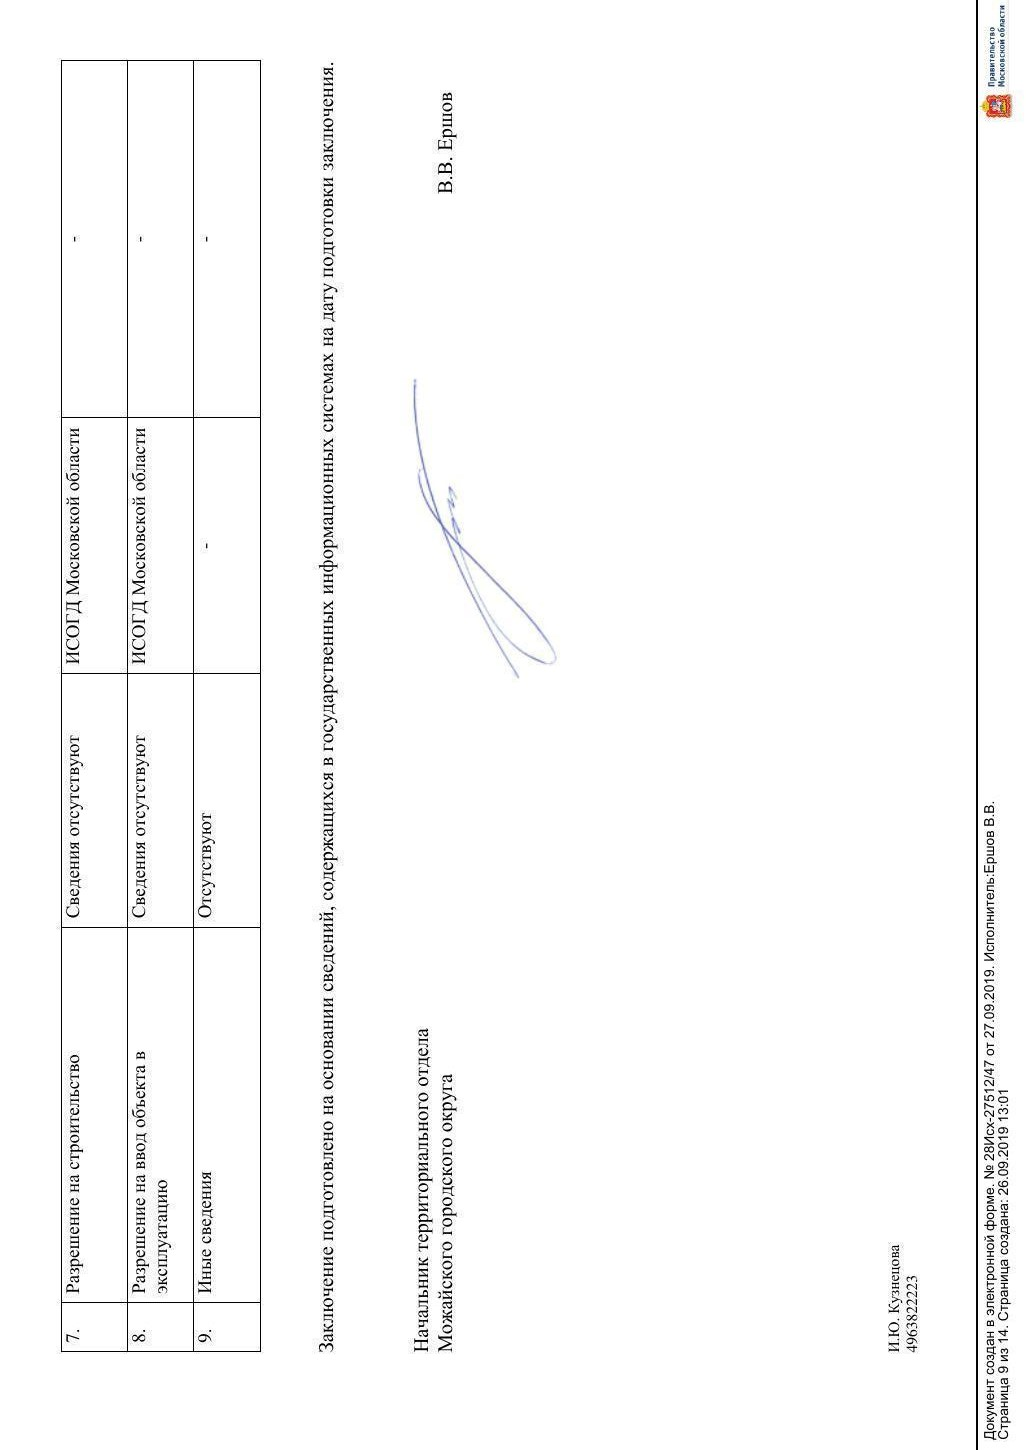 7. Разрешение на строительство Сведения отсутствуют ИСОГД Московской области -
8. Разрешение на ввод объекта в Сведения отсутствуют ИСОГД Московской области -
эксплуатацию
9. Иные сведения Отсутствуют - -
Заключение подготовлено на основании сведений, содержащихся в государственных информационных системах на дату подготовки заключения.
Начальник территориального отдела
Можайского городского округа В.В. Ершов
И.Ю. Кузнецова
4963822223
Документ создан в электронной форме. № 28Исх-27512/47 от 27.09.2019. Исполнитель:Ершов В.В.
Страница 9 из 14. Страница создана: 26.09.2019 13:01
Правительство
Московской области